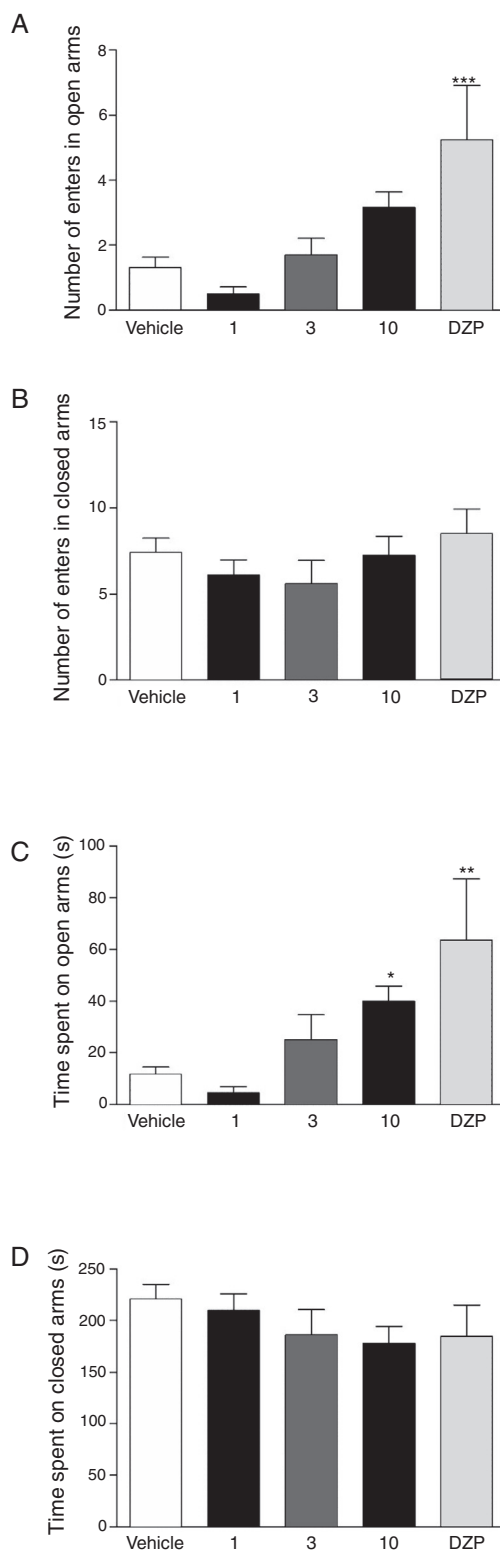 A
Number of enters in open arms
8
6
4
2
0
***
Vehicle 1 3 10 DZP
B
Number of enters in closed arms
15
10
5
0
Vehicle 1 3 10 DZP
C
Time spent on open arms (s)
100
80
60
40
20
0
*
**
Vehicle 1 3 10 DZP
D
Time spent on closed arms (s)
250
200
150
100
50
0
Vehicle 1 3 10 DZP